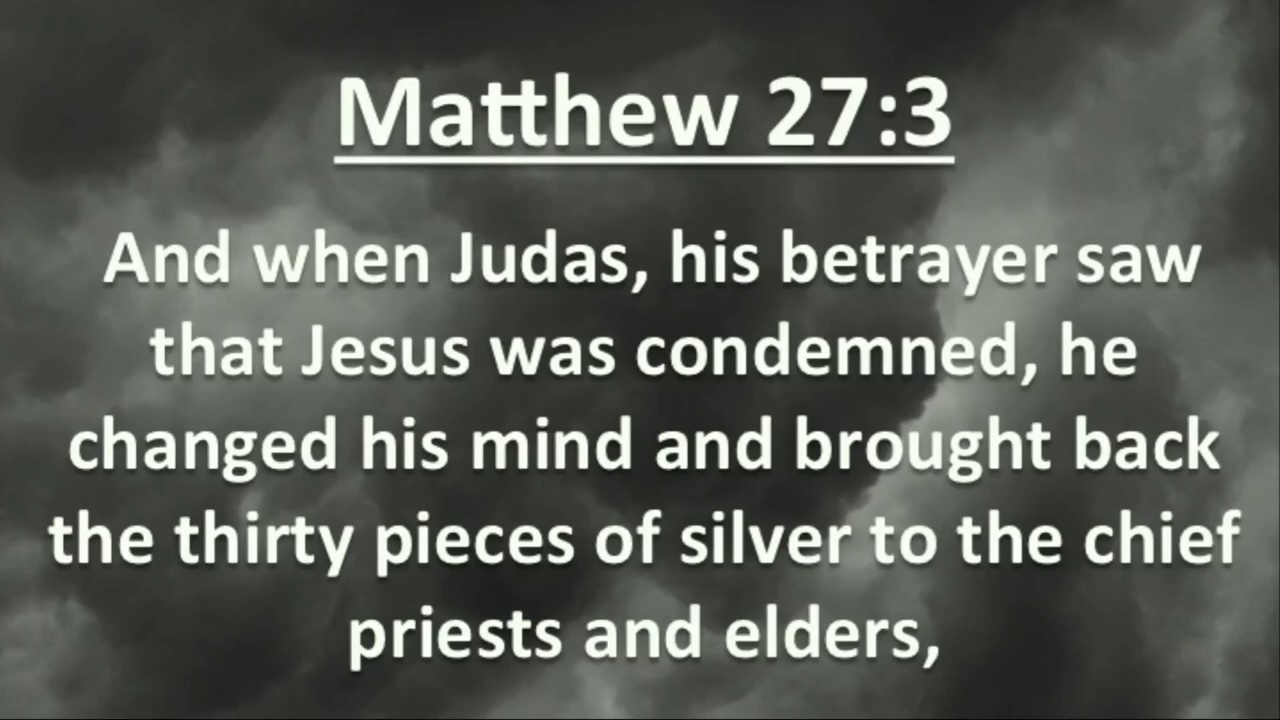 Matthew 27:3
And when Judas, his betrayer saw
that Jesus was condemned, he
changed his mind and brought back
the thirty pieces of silver to the chief
priests and elders,